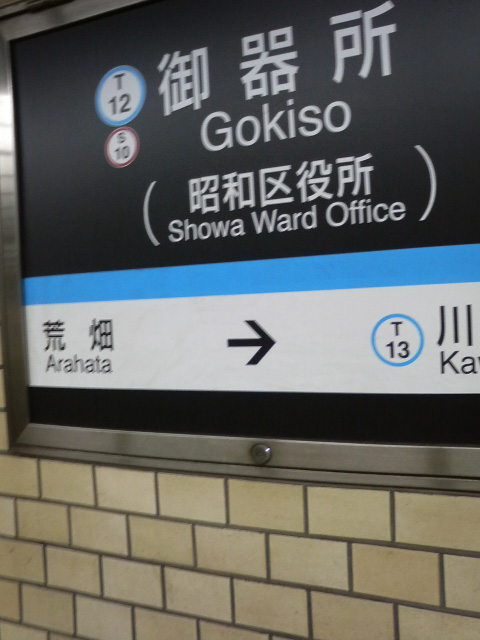 T 12 御器所
S 10 Gokiso
(昭和区役所
Showa Ward Office)
荒畑 → T 13 川
Arahata Ka